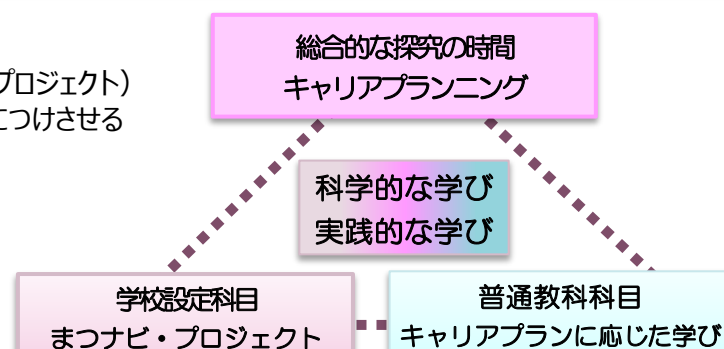 総合的な探究の時間
キャリアプランニング
プロジェクト）
につけさせる
科学的な学び
実践的な学び
学校設定科目
まつナビ・プロジェクト
普通教科科目
キャリアプランに応じた学び